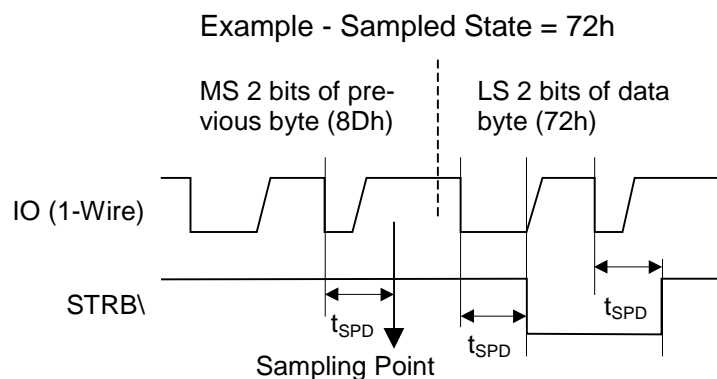 Example - Sampled State = 72h
MS 2 bits of pre-
vious byte (8Dh)
LS 2 bits of data
byte (72h)
IO (1-Wire)
STRB\
tSPD
tSPD
tSPD
Sampling Point